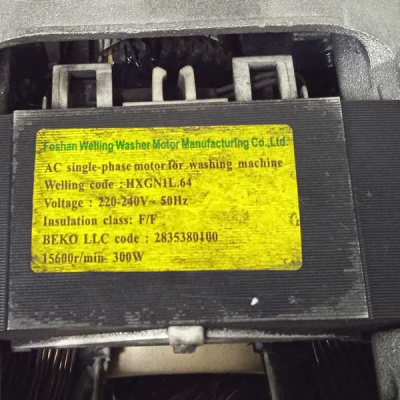 Foshan Welling Washer Motor Manufacturing Co.,Ltd.
AC single-phase motor for washing machine
Welling code : HXGN1L.64
Voltage : 220-240V~ 50Hz
Insulation class: F/F
BEKO LLC code : 2835380100
15600r/min. 300W